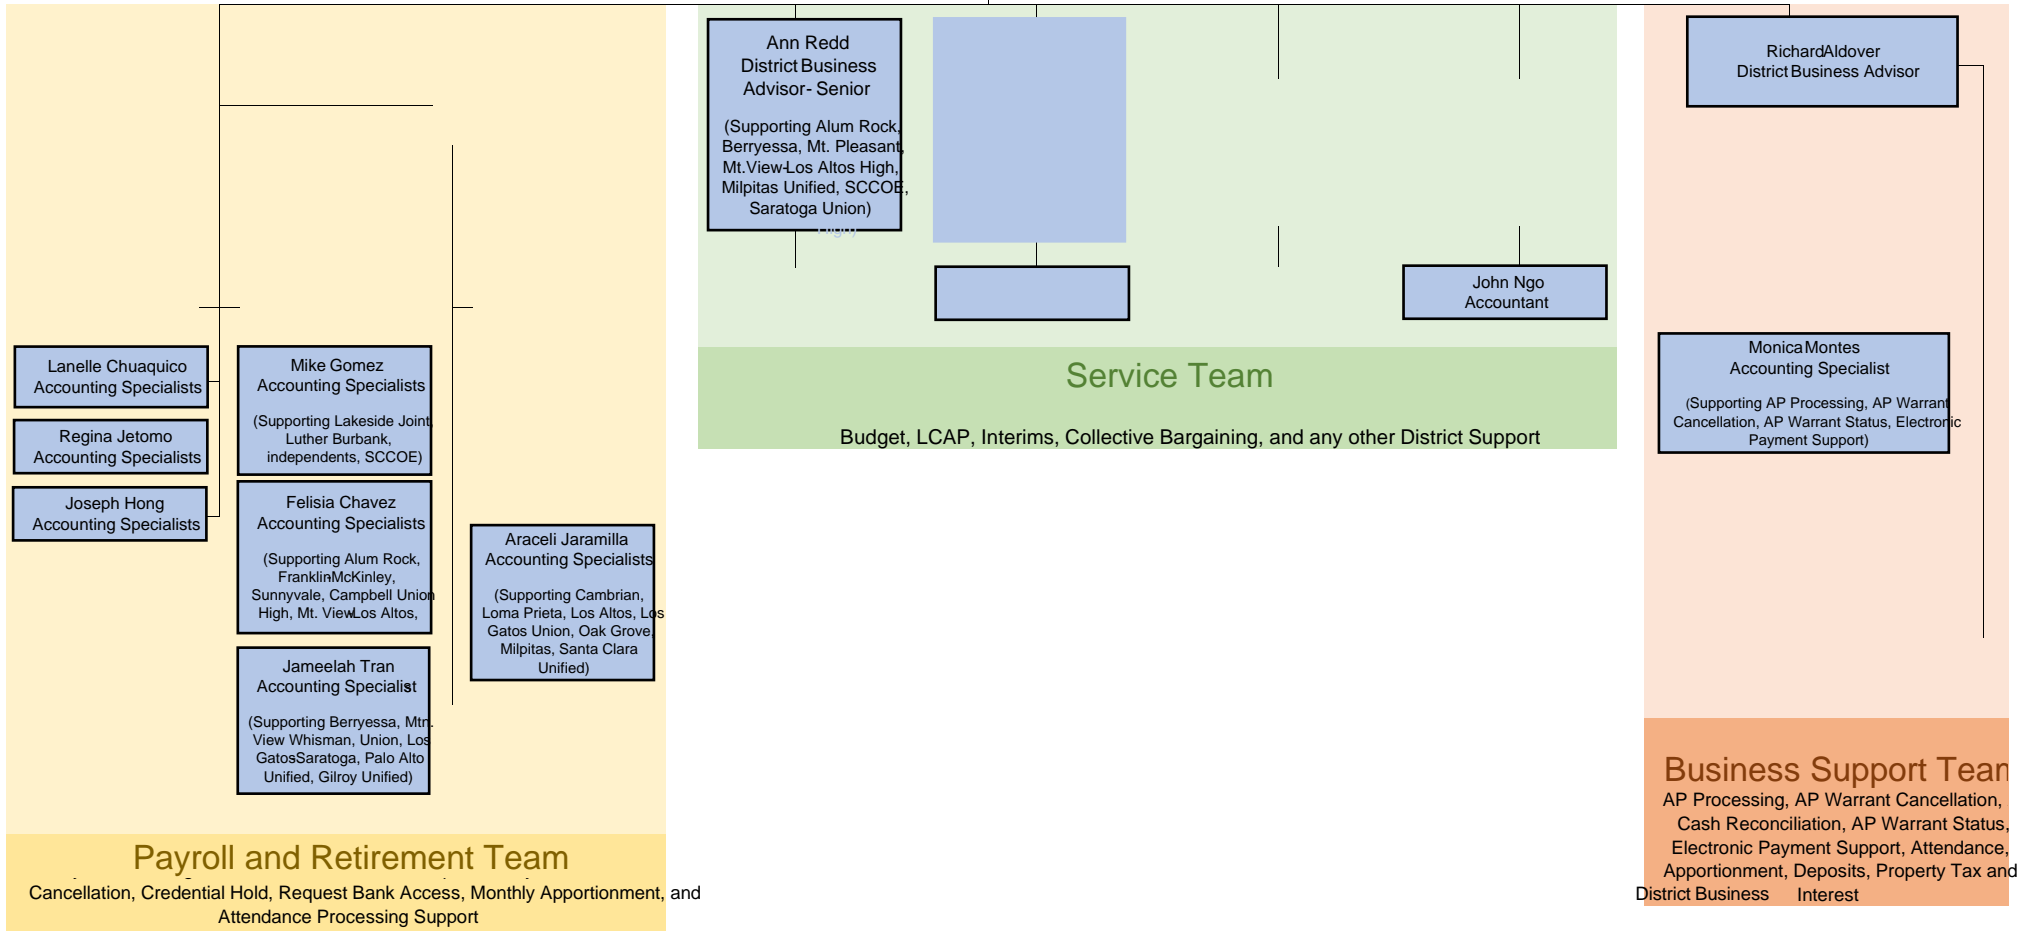 Lanelle Chuaquico
Accounting Specialists
Regina Jetomo
Accounting Specialists
Joseph Hong
Accounting Specialists
Mike Gomez
Accounting Specialists
(Supporting Lakeside Joint,
Luther Burbank,
independents, SCCOE)
Felisia Chavez
Accounting Specialists
(Supporting Alum Rock,
Franklin-McKinley,
Sunnyvale, Campbell Union
High, Mt. View-Los Altos,
Jameelah Tran
Accounting Specialist
(Supporting Berryessa, Mtn.
View Whisman, Union, Los
Gatos-Saratoga, Palo Alto
Unified, Gilroy Unified)
Araceli Jaramilla
Accounting Specialists
(Supporting Cambrian,
Loma Prieta, Los Altos, Los
Gatos Union, Oak Grove,
Milpitas, Santa Clara
Unified)
Payroll and Retirement Team
Cancellation, Credential Hold, Request Bank Access, Monthly Apportionment, and
Attendance Processing Support
Ann Redd
District Business
Advisor- Senior
(Supporting Alum Rock,
Berryessa, Mt. Pleasant,
Mt.View-Los Altos High,
Milpitas Unified, SCCOE,
Saratoga Union)
High)
John Ngo
Accountant
Service Team
Budget, LCAP, Interims, Collective Bargaining, and any other District Support
RichardAldover
District Business Advisor
Monica Montes
Accounting Specialist
(Supporting AP Processing, AP Warrant
Cancellation, AP Warrant Status, Electronic
Payment Support)
Business Support Team
AP Processing, AP Warrant Cancellation,
Cash Reconciliation, AP Warrant Status,
Electronic Payment Support, Attendance,
Apportionment, Deposits, Property Tax and
District Business Interest